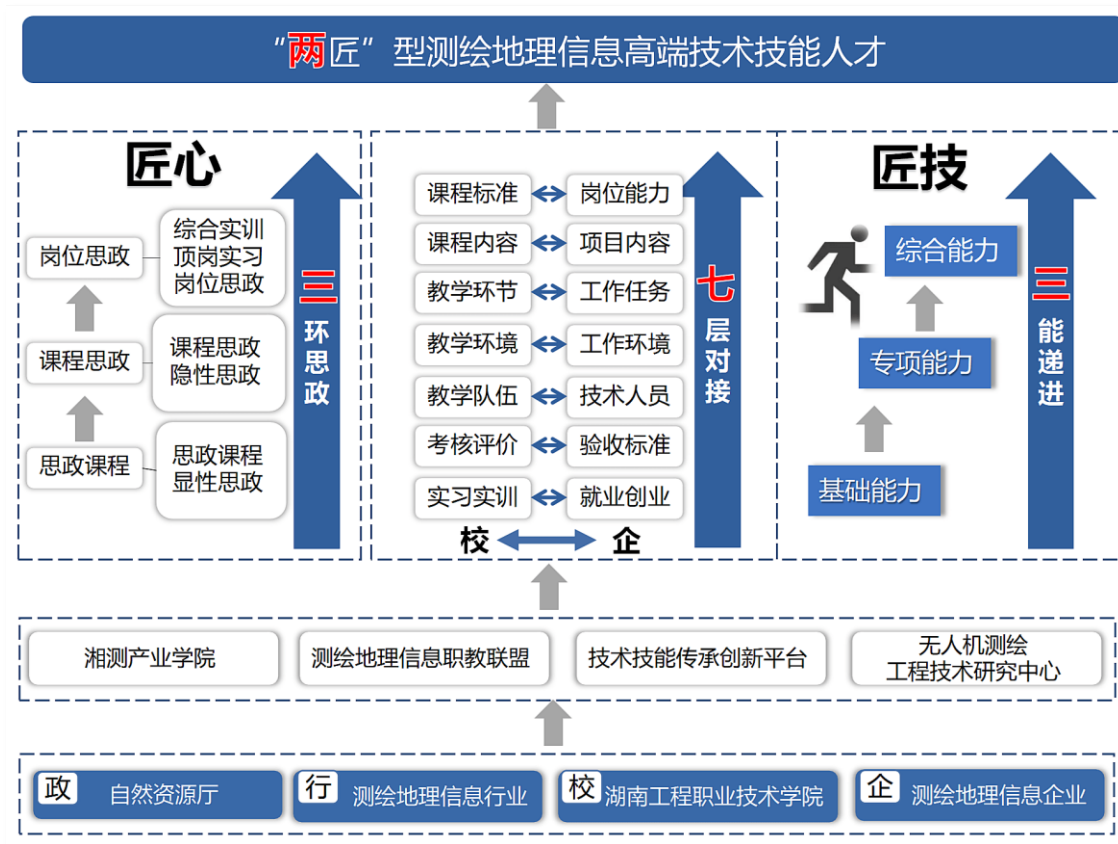 “两匠”型测绘地理信息高端技术技能人才
匠心
岗位思政
综合实训
顶岗实习
岗位思政
课程思政
课程思政
隐性思政
思政课程
思政课程
显性思政
三环思政
课程标准
岗位能力
课程内容
项目内容
教学环节
工作任务
教学环境
工作环境
教学队伍
技术人员
考核评价
验收标准
实习实训
就业创业
校
企
七层对接
匠技
综合能力
专项能力
基础能力
三能递进
湘测产业学院
测绘地理信息职教联盟
技术技能传承创新平台
无人机测绘
工程技术研究中心
政
自然资源厅
行
测绘地理信息行业
校
湖南工程职业技术学院
企
测绘地理信息企业